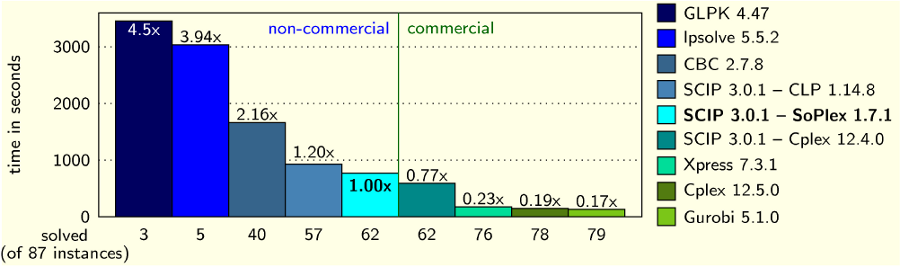 non-commercial commercial
time in seconds
3000
2000
1000
0
4.5x
3.94x
2.16x
1.20x
1.00x
0.77x
0.23x
0.19x
0.17x
solved 3 5 40 57 62 62 76 78 79
(of 87 instances)
GLPK 4.47
lpsolve 5.5.2
CBC 2.7.8
SCIP 3.0.1 – CLP 1.14.8
SCIP 3.0.1 – SoPlex 1.7.1
SCIP 3.0.1 – Cplex 12.4.0
Xpress 7.3.1
Cplex 12.5.0
Gurobi 5.1.0